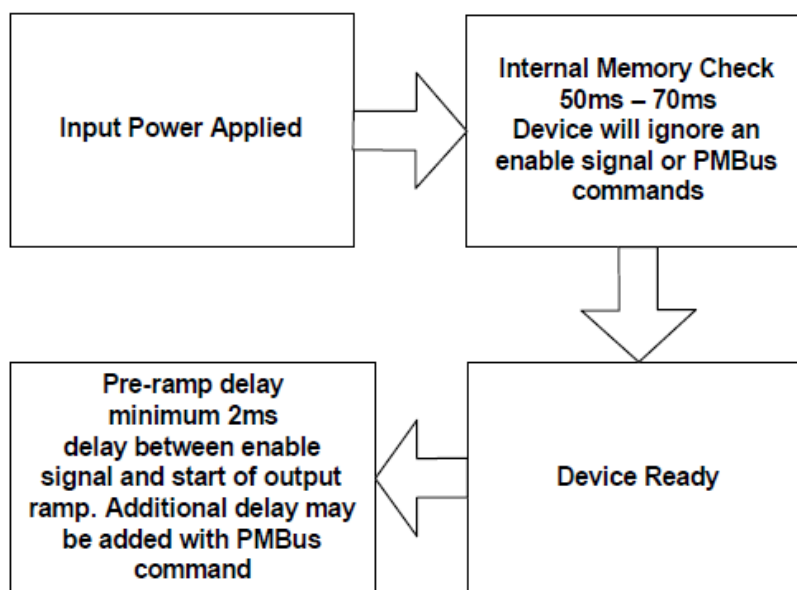 Input Power Applied
Internal Memory Check
50ms – 70ms
Device will ignore an
enable signal or PMBus
commands
Device Ready
Pre-ramp delay
minimum 2ms
delay between enable
signal and start of output
ramp. Additional delay may
be added with PMBus
command